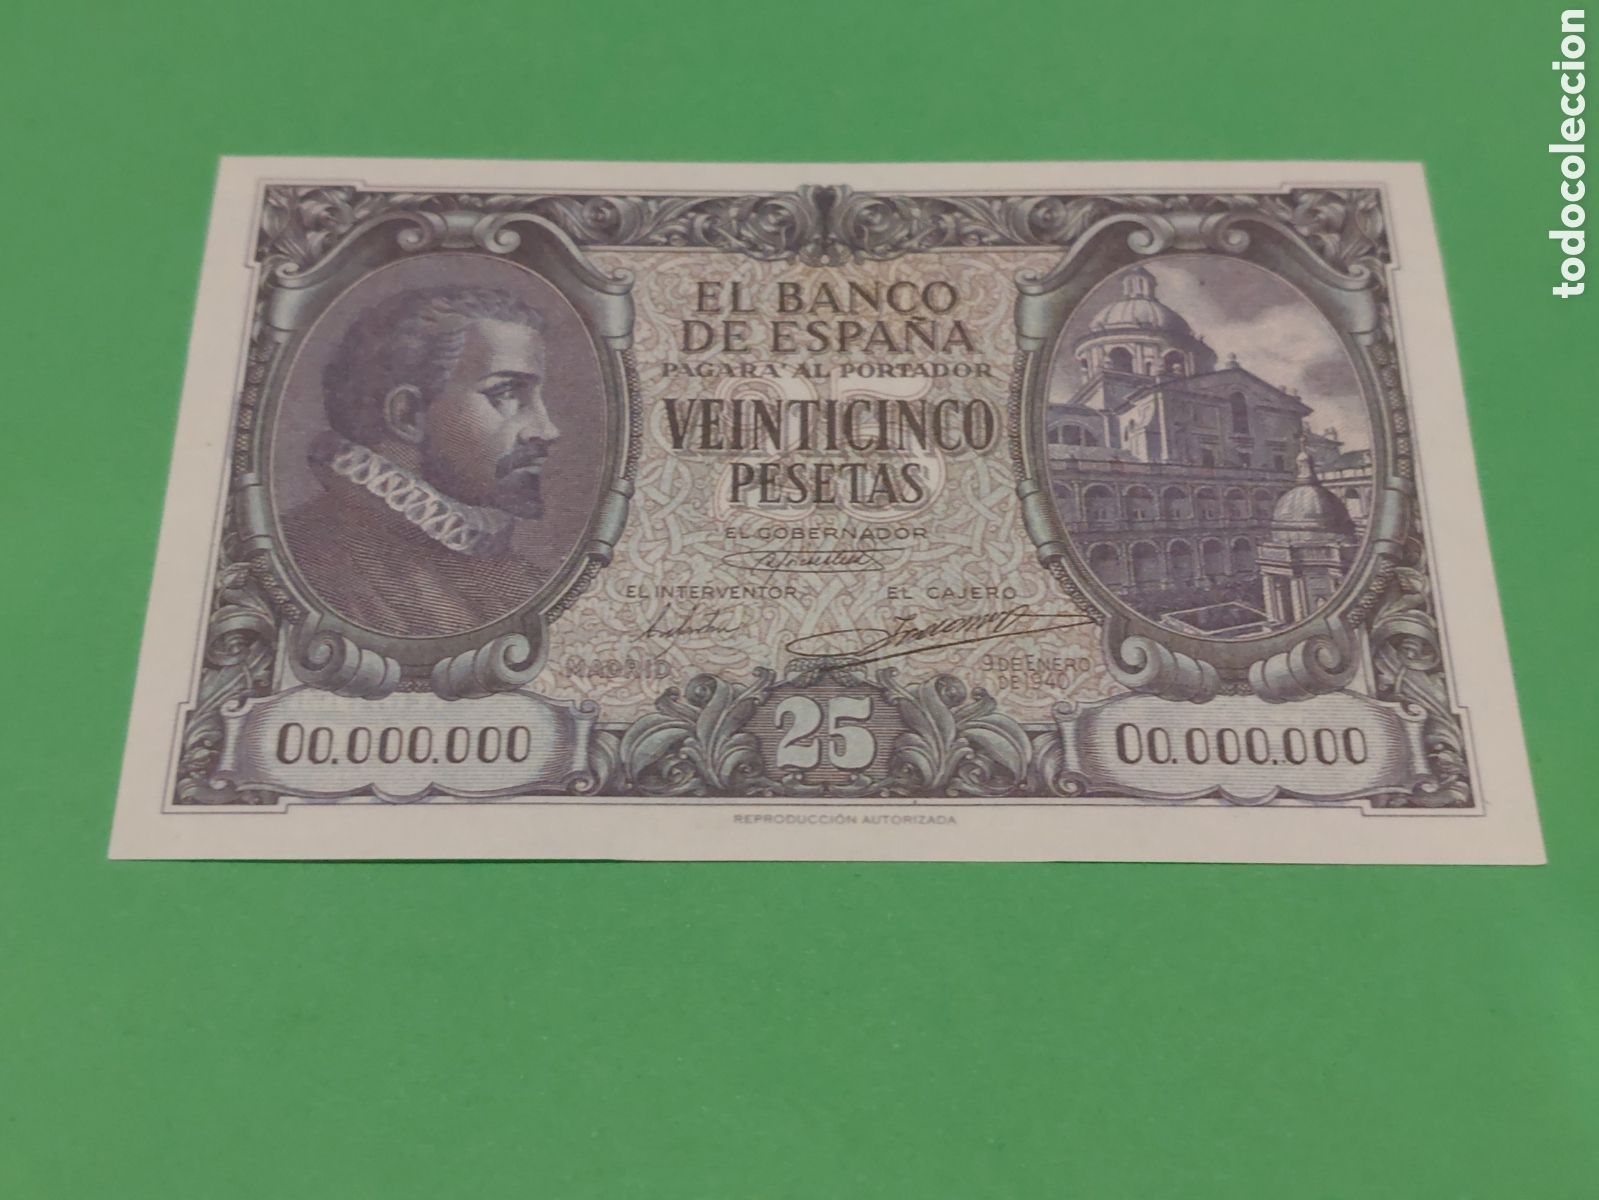 EL BANCO
DE ESPAÑA
PAGARA' AL PORTADOR
VEINTICINCO
PESETAS
EL GOBERNADOR
EL INTERVENTOR
EL CAJERO
MADRID
9 DE ENERO
DE 1940
00.000.000
25
00.000.000
REPRODUCCIÓN AUTORIZADA
todocoleccion